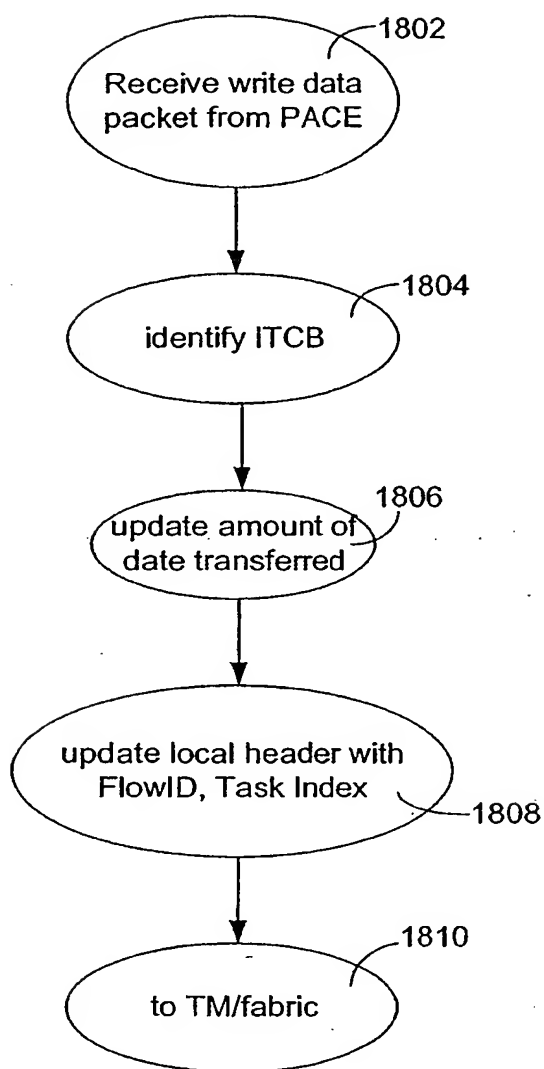 1802
Receive write data
packet from PACE
1804
identify ITCB
1806
update amount of
date transferred
update local header with
FlowID, Task Index
1808
1810
to TM/fabric